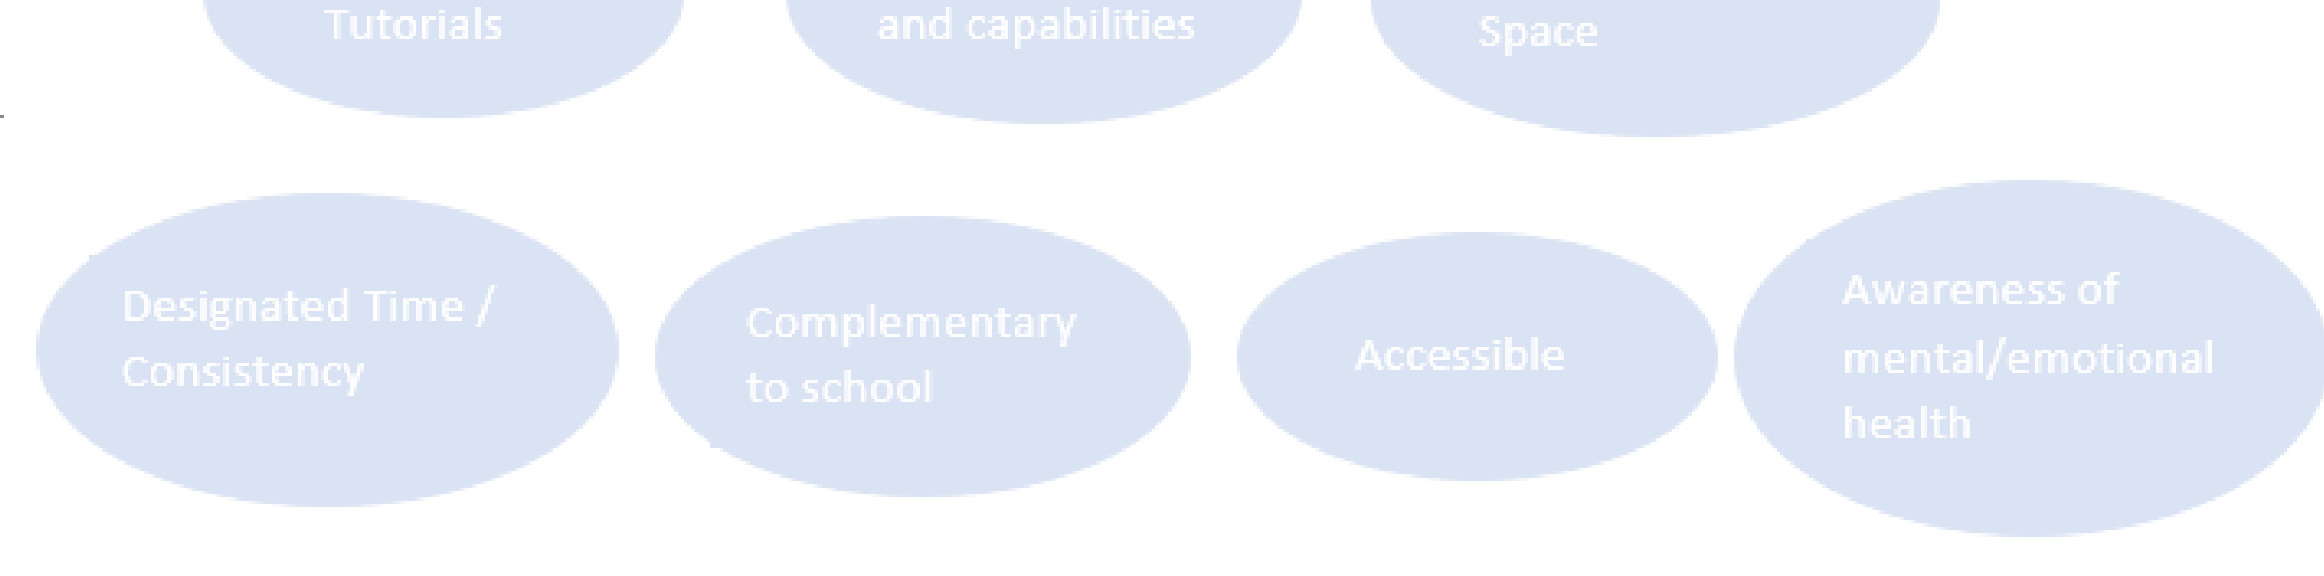 Tutorials
and capabilities
Space
Designated Time /
Consistency
Complementary
to school
Accessible
Awareness of
mental/emotional
health